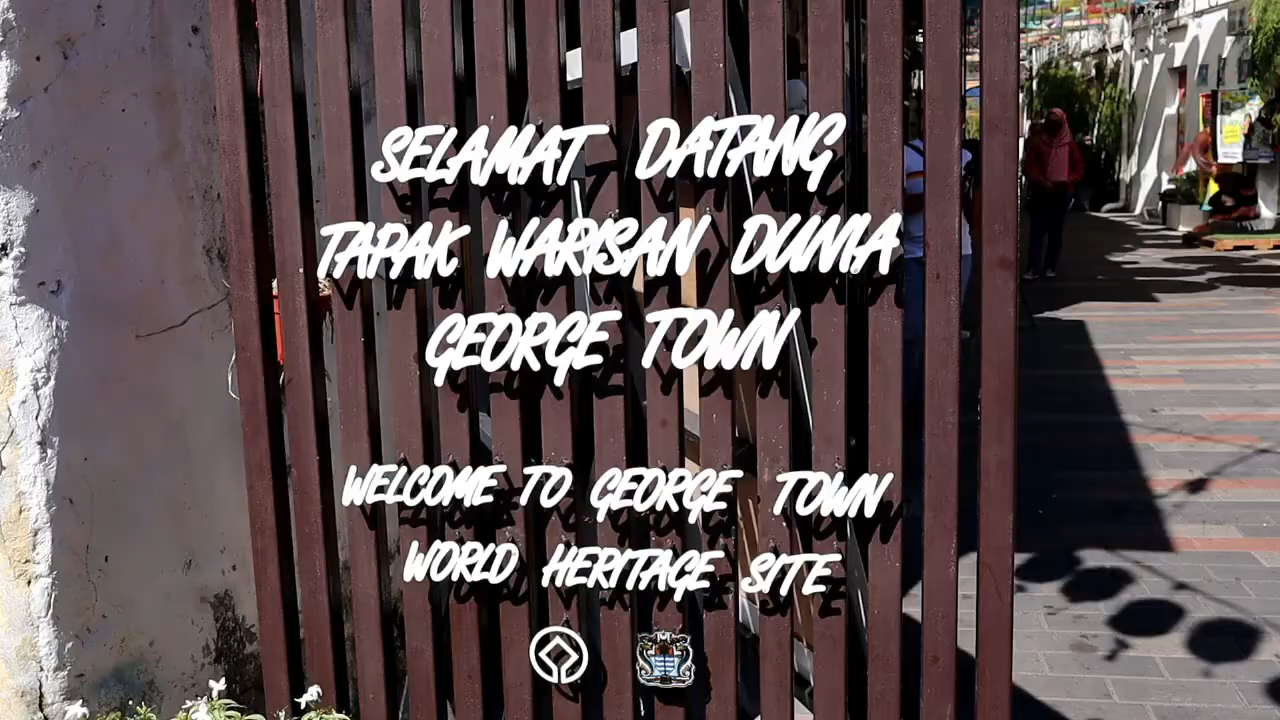 SELAMAT DATANG
TAPAK WARISAN DUNIA
GEORGE TOWN
WELCOME TO GEORGE TOWN
WORLD HERITAGE SITE